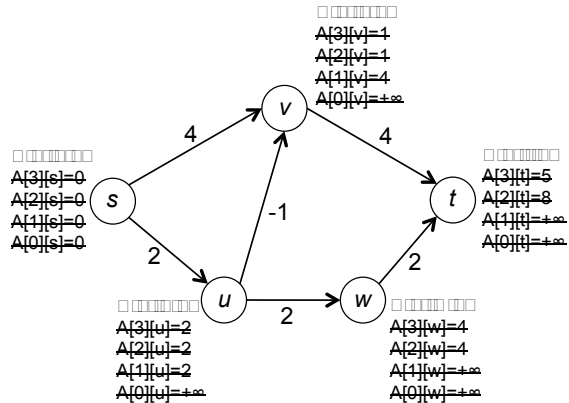 A[3][v]=1
A[2][v]=1
A[1][v]=4
A[0][v]=+∞
v
4
4
A[3][s]=0
A[2][s]=0
A[1][s]=0
A[0][s]=0
s
-1
t
A[3][t]=5
A[2][t]=8
A[1][t]=+∞
A[0][t]=+∞
2
2
u
2
w
A[3][u]=2
A[2][u]=2
A[1][u]=2
A[0][u]=+∞
A[3][w]=4
A[2][w]=4
A[1][w]=+∞
A[0][w]=+∞